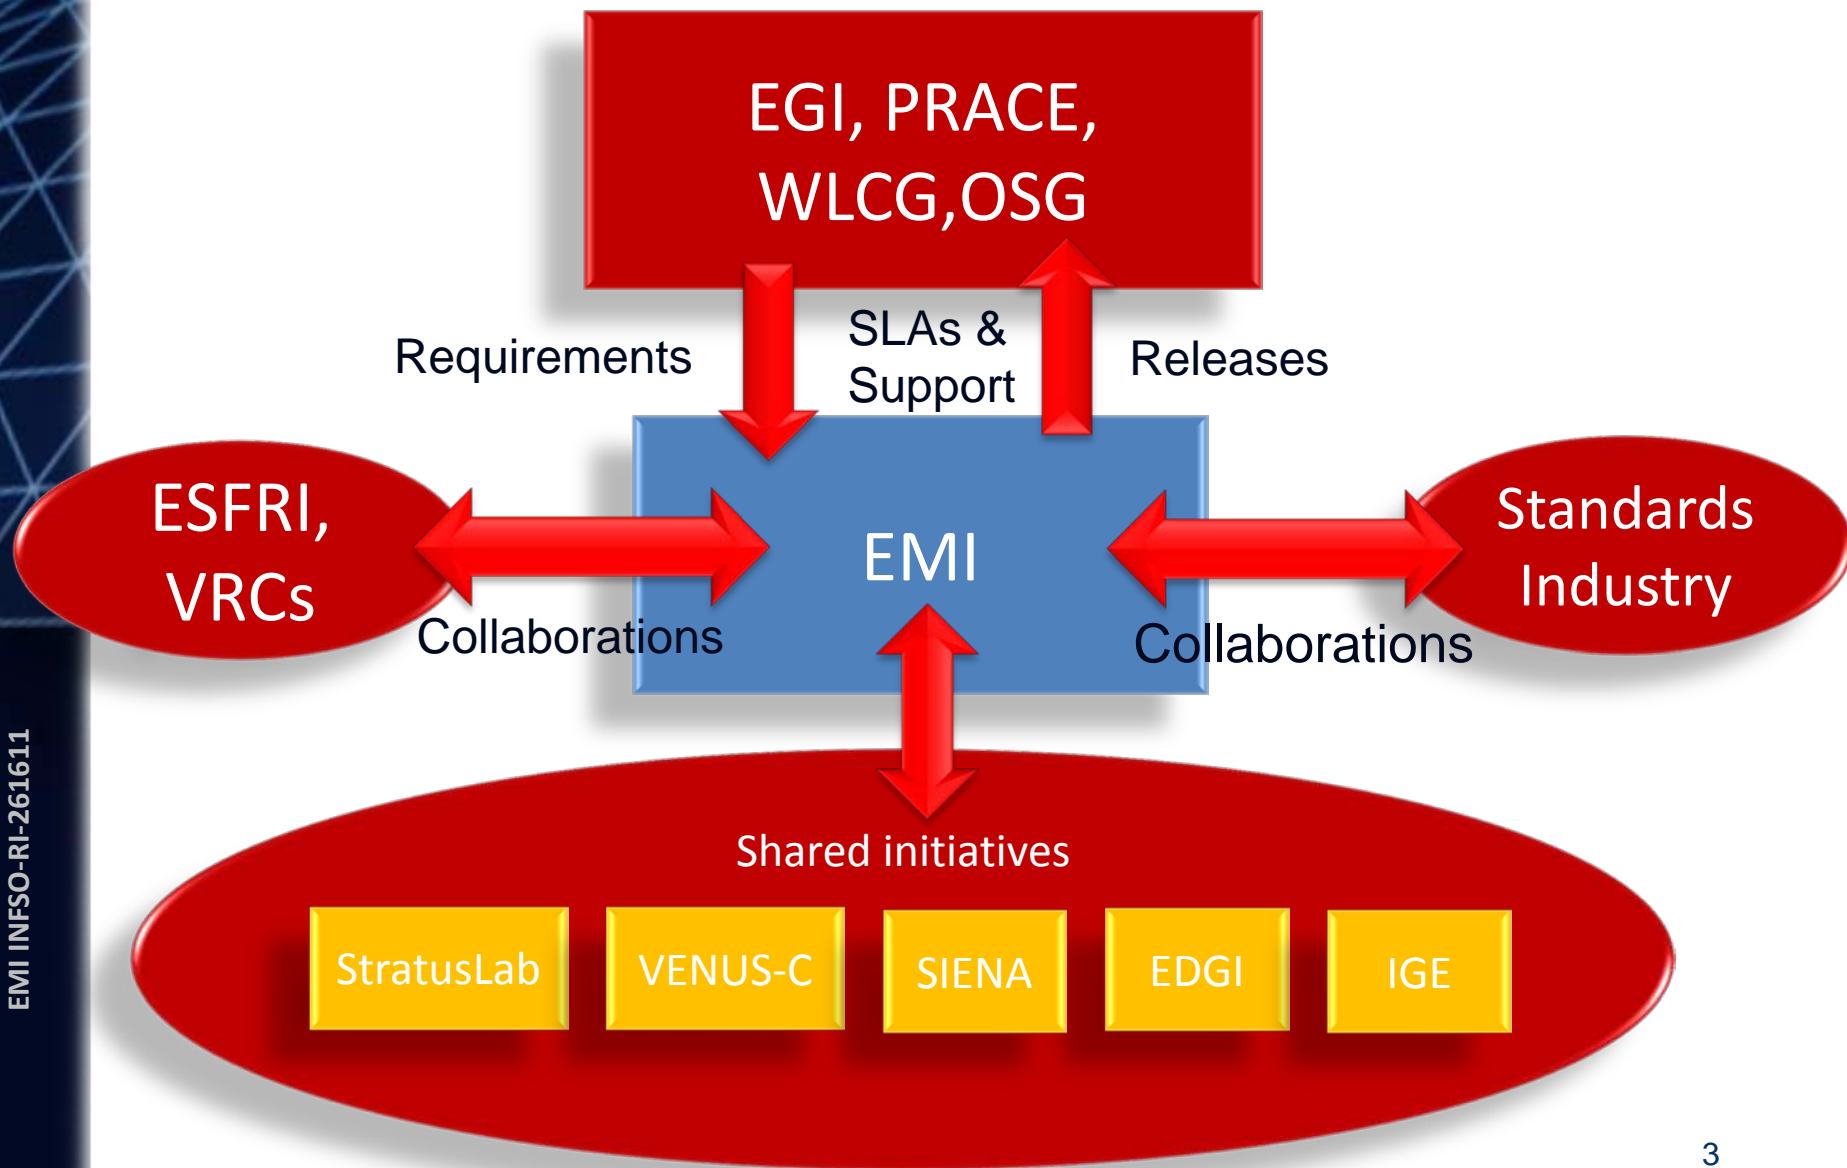 EGI, PRACE,
WLCG,OSG
Requirements
SLAs &
Support
Releases
ESFRI,
VRCs
EMI
Standards
Industry
Collaborations
Collaborations
Shared initiatives
StratusLab
VENUS-C
SIENA
EDGI
IGE
EMI INFSO-RI-261611
3